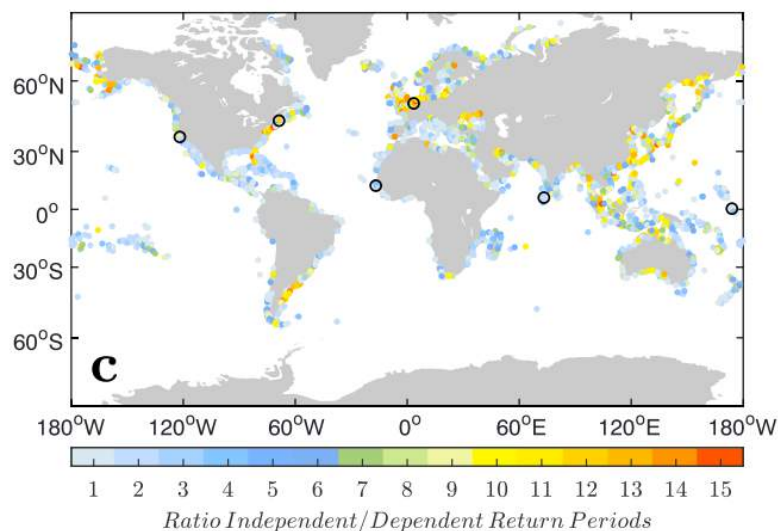 60°N
30°N
0°
30°S
60°S
c
180°W 120°W 60°W 0° 60°E 120°E 180°W
1 2 3 4 5 6 7 8 9 10 11 12 13 14 15
Ratio Independent/Dependent Return Periods